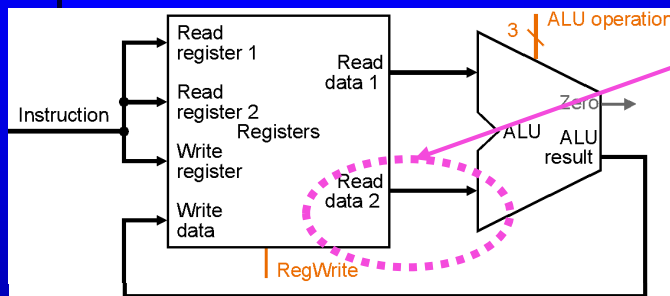 3
ALU operation
Read
register 1
Read
data 1
Read
register 2
Registers
Instruction
Write
register
Zero
ALU
ALU
result
Read
data 2
Write
data
RegWrite